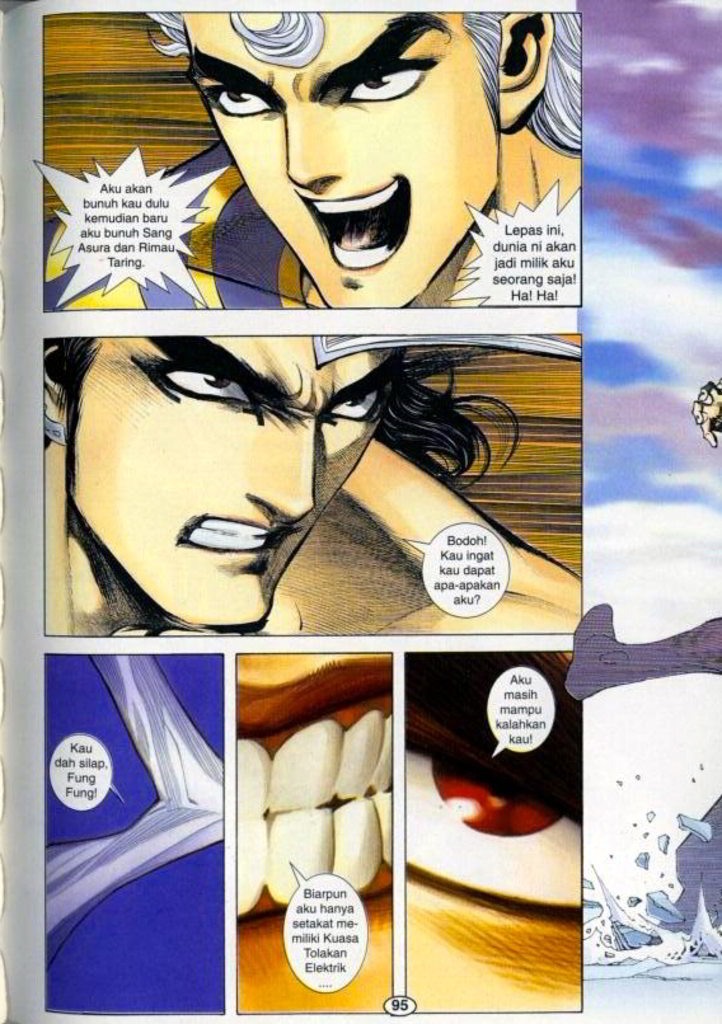 Aku akan
bunuh kau dulu
kemudian baru
aku bunuh Sang
Asura dan Rimau
Taring.
Lepas ini,
dunia ni akan
jadi milik aku
seorang saja!
Ha! Ha!
Bodoh!
Kau ingat
kau dapat
apa-apakan
aku?
Kau
dah silap,
Fung
Fung!
Biarpun
aku hanya
setakat me-
miliki Kuasa
Tolakan
Elektrik
....
Aku
masih
mampu
kalahkan
kau!
95